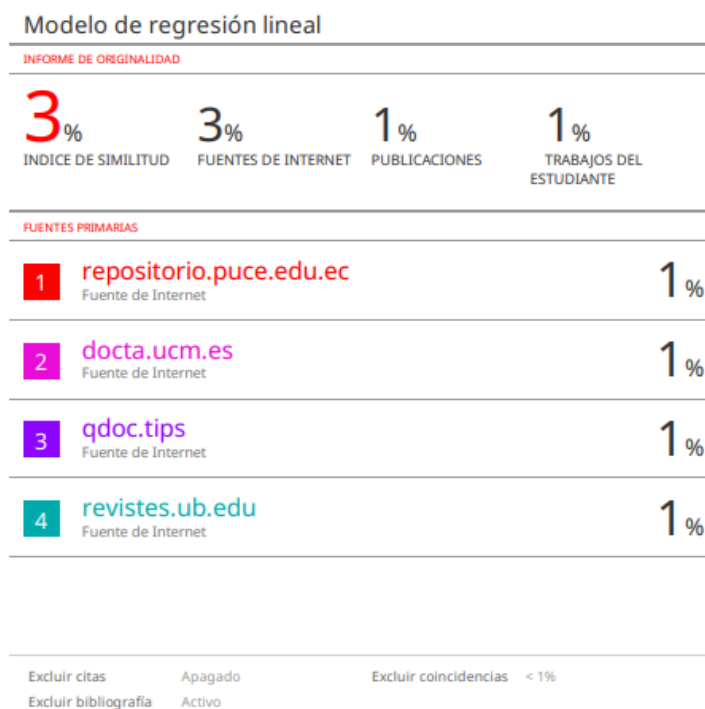 Modelo de regresión lineal
INFORME DE ORIGINALIDAD
3% 3% 1% 1%
INDICE DE SIMILITUD FUENTES DE INTERNET PUBLICACIONES TRABAJOS DEL
ESTUDIANTE
FUENTES PRIMARIAS
1 repositorio.puce.edu.ec 1%
Fuente de Internet
2 docta.ucm.es 1%
Fuente de Internet
3 qdoc.tips 1%
Fuente de Internet
4 revistes.ub.edu 1%
Fuente de Internet
Excluir citas Apagado Excluir coincidencias < 1%
Excluir bibliografía Activo